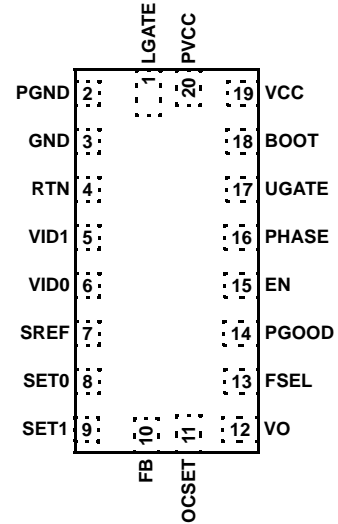 LGATE PVCC
1 20
PGND 2 19 VCC
GND 3 18 BOOT
RTN 4 17 UGATE
VID1 5 16 PHASE
VID0 6 15 EN
SREF 7 14 PGOOD
SET0 8 13 FSEL
SET1 9 12 VO
10 11
FB OCSET